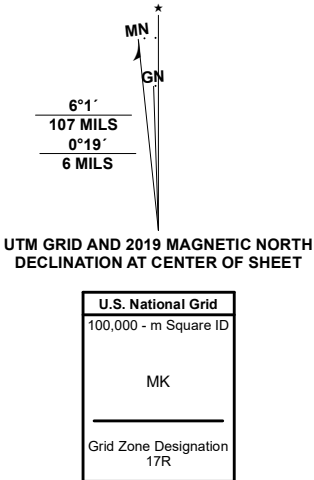 ★
MN
GN
6°1´
107 MILS
0°19´
6 MILS
UTM GRID AND 2019 MAGNETIC NORTH
DECLINATION AT CENTER OF SHEET
U.S. National Grid
100,000 - m Square ID
MK
Grid Zone Designation
17R